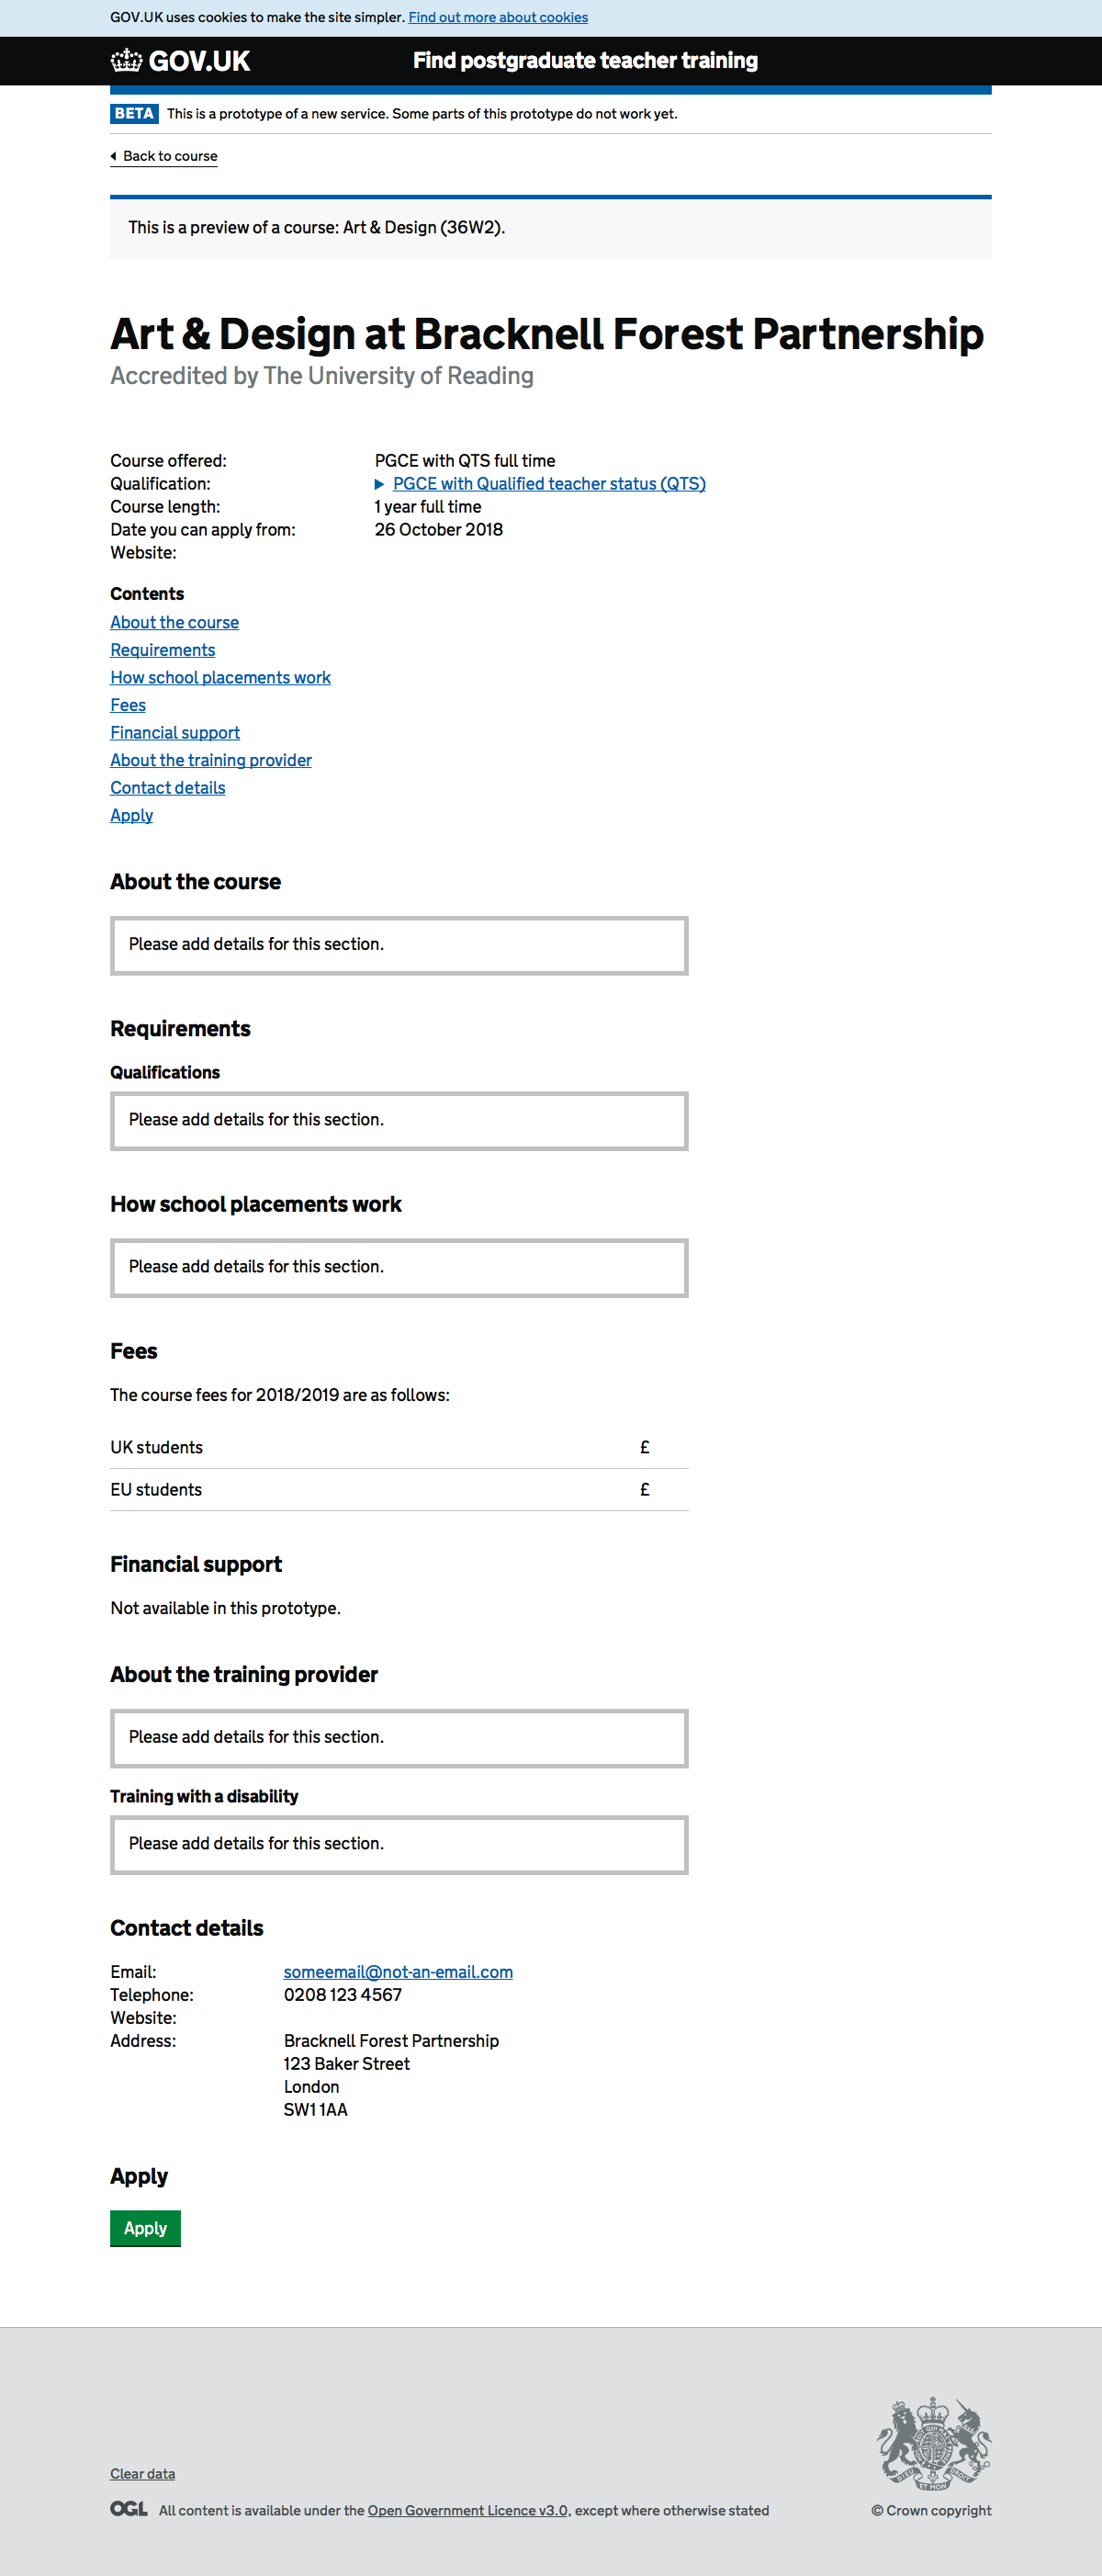 GOV.UK uses cookies to make the site simpler. Find out more about cookies
GOV.UK
Find postgraduate teacher training
BETA This is a prototype of a new service. Some parts of this prototype do not work yet.
Back to course
This is a preview of a course: Art & Design (36W2).
Art & Design at Bracknell Forest Partnership
Accredited by The University of Reading
Course offered: PGCE with QTS full time
Qualification: PGCE with Qualified teacher status (QTS)
Course length: 1 year full time
Date you can apply from: 26 October 2018
Website:
Contents
About the course
Requirements
How school placements work
Fees
Financial support
About the training provider
Contact details
Apply
About the course
Please add details for this section.
Requirements
Qualifications
Please add details for this section.
How school placements work
Please add details for this section.
Fees
The course fees for 2018/2019 are as follows:
UK students £
EU students £
Financial support
Not available in this prototype.
About the training provider
Please add details for this section.
Training with a disability
Please add details for this section.
Contact details
Email: someemail@not-an-email.com
Telephone: 0208 123 4567
Website:
Address: Bracknell Forest Partnership
123 Baker Street
London
SW1 1AA
Apply
Apply
Clear data
OGL All content is available under the Open Government Licence v3.0, except where otherwise stated
© Crown copyright